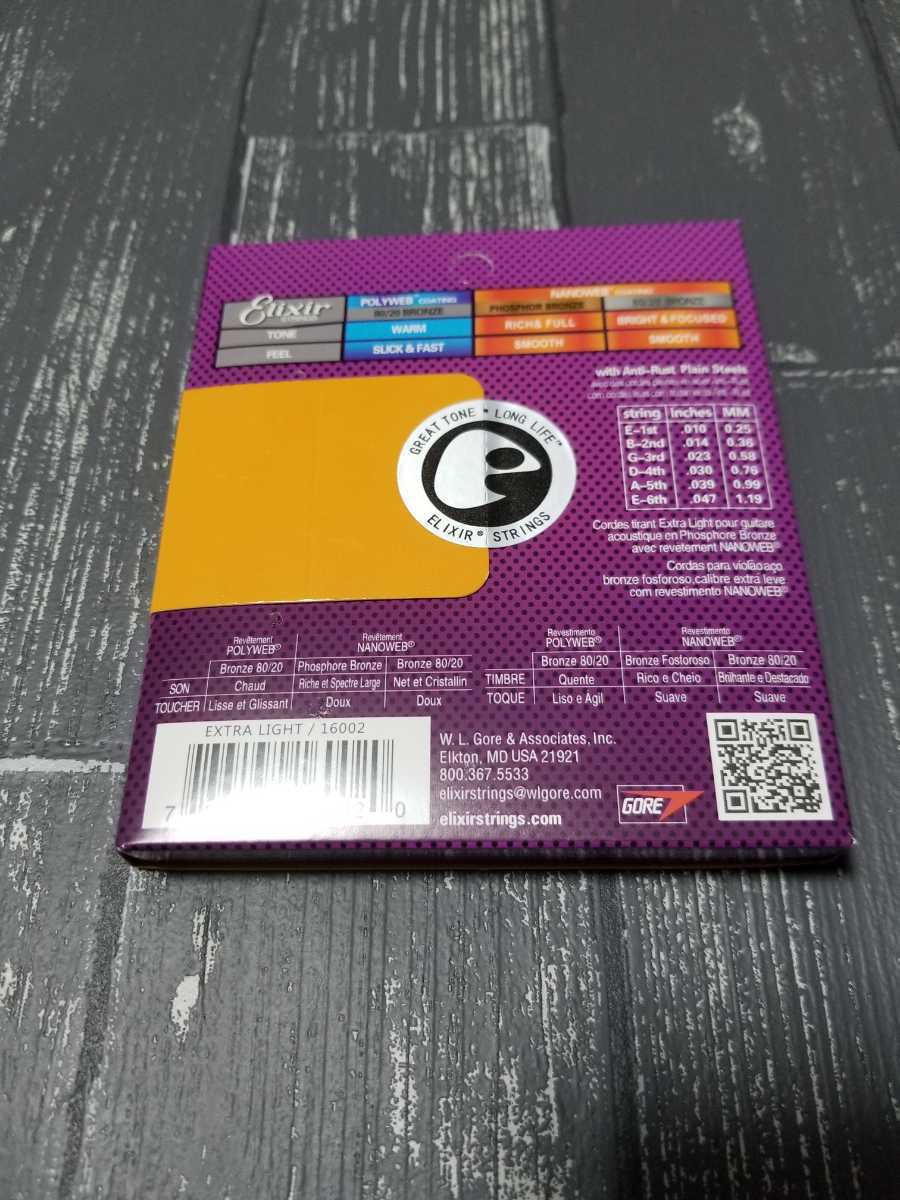 Elixir
STRINGS
POLYWEB® COATING
NANOWEB® COATING
80/20 BRONZE
PHOSPHOR BRONZE
80/20 BRONZE
TONE
WARM
RICH & FULL
BRIGHT & FOCUSED
FEEL
SLICK & FAST
SMOOTH
SMOOTH
with Anti-Rust Plain Steels
string Inches MM
E-1st .010 0.25
B-2nd .014 0.36
G-3rd .023 0.58
D-4th .030 0.76
A-5th .039 0.99
E-6th .047 1.19
GREAT TONE • LONG LIFE™
ELIXIR® STRINGS
Cordes tirant Extra Light pour guitare
acoustique en Phosphore Bronze
avec revetement NANOWEB®
Cordas para violão aço
bronze fosforoso, calibre extra leve
com revestimento NANOWEB®
Revêtement
POLYWEB®
Revêtement
NANOWEB®
Bronze 80/20 Phosphore Bronze Bronze 80/20
SON Chaud Riche et Spectre Large Net et Cristallin
TOUCHER Lisse et Glissant Doux Doux
Revestimento
POLYWEB®
Revestimento
NANOWEB®
Bronze 80/20 Bronze Fostoroso Bronze 80/20
TIMBRE Quente Rico e Cheio Brilhante e Destacado
TOQUE Liso e Agil Suave Suave
EXTRA LIGHT / 16002
W. L. Gore & Associates, Inc.
Elkton, MD USA 21921
800.367.5533
elixirstrings@wlgore.com
elixirstrings.com
GORE